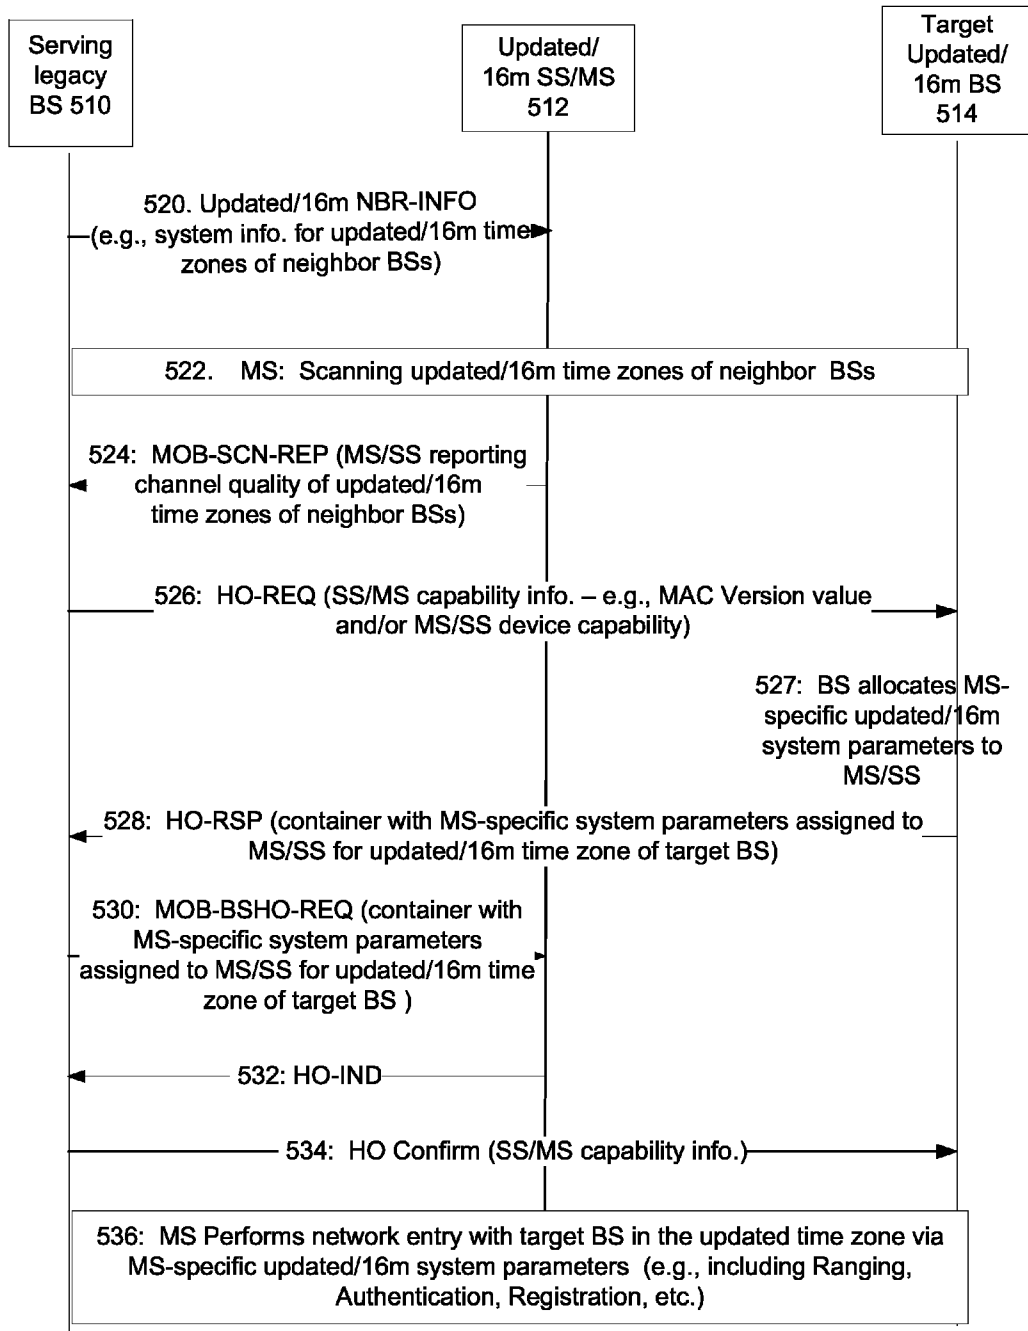 Serving
legacy
BS 510
Updated/
16m SS/MS
512
Target
Updated/
16m BS
514
520. Updated/16m NBR-INFO
(e.g., system info. for updated/16m time
zones of neighbor BSs)
522. MS: Scanning updated/16m time zones of neighbor BSs
524: MOB-SCN-REP (MS/SS reporting
channel quality of updated/16m
time zones of neighbor BSs)
526: HO-REQ (SS/MS capability info. – e.g., MAC Version value
and/or MS/SS device capability)
527: BS allocates MS-
specific updated/16m
system parameters to
MS/SS
528: HO-RSP (container with MS-specific system parameters assigned to
MS/SS for updated/16m time zone of target BS)
530: MOB-BSHO-REQ (container with
MS-specific system parameters
assigned to MS/SS for updated/16m time
zone of target BS )
532: HO-IND
534: HO Confirm (SS/MS capability info.)
536: MS Performs network entry with target BS in the updated time zone via
MS-specific updated/16m system parameters (e.g., including Ranging,
Authentication, Registration, etc.)